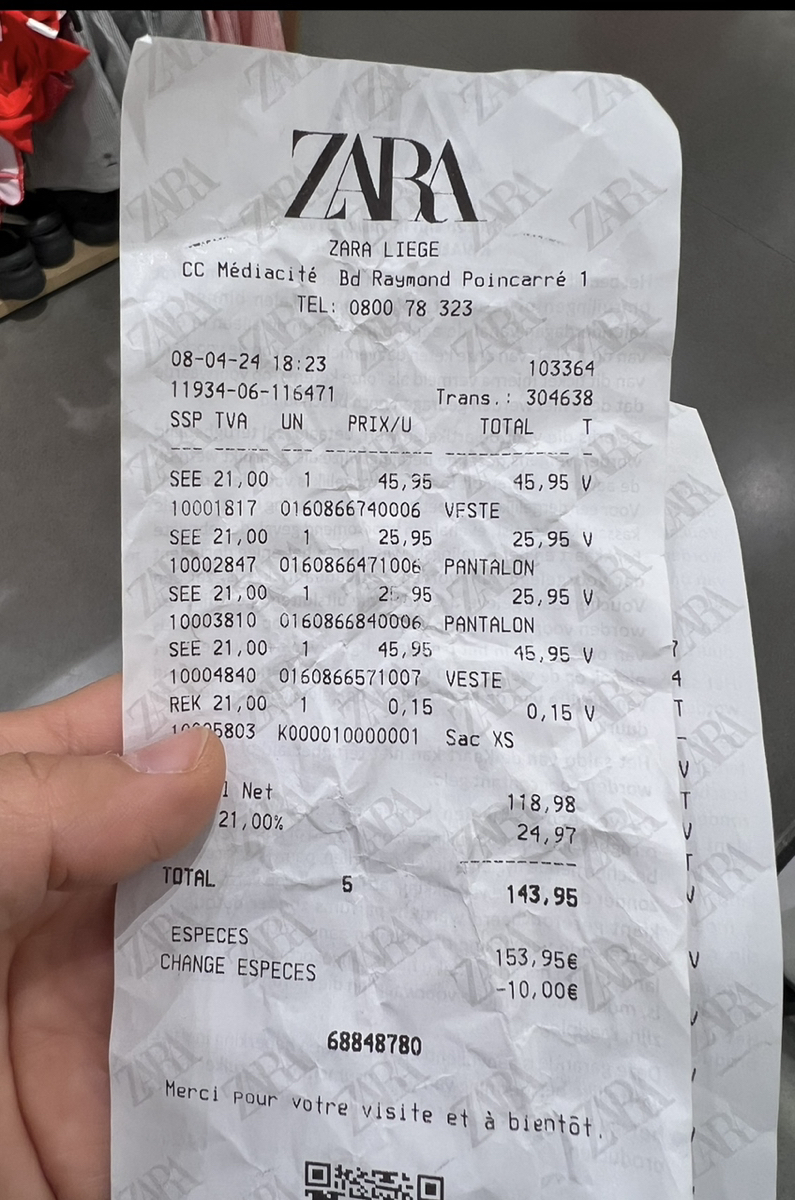 ZARA
ZARA LIEGE
CC Médiacité Bd Raymond Poincarré 1
TEL: 0800 78 323
08-04-24 18:23 103364
11934-06-116471 Trans.: 304638
SSP TVA UN PRIX/U TOTAL T
SEE 21,00 1 45,95 45,95 V
10001817 01608667​40006 VESTE
SEE 21,00 1 25,95 25,95 V
10002847 0160866471006 PANTALON
SEE 21,00 1 25,95 25,95 V
10003810 0160866840006 PANTALON
SEE 21,00 1 45,95 45,95 V
10004840 0160866571007 VESTE
REK 21,00 1 0,15 0,15 V
5803 K000010000001 Sac XS
Net 118,98
21,00% 24,97
TOTAL 5 143,95
ESPECES 153,95€
CHANGE ESPECES -10,00€
68848780
Merci pour votre visite et à bientôt.